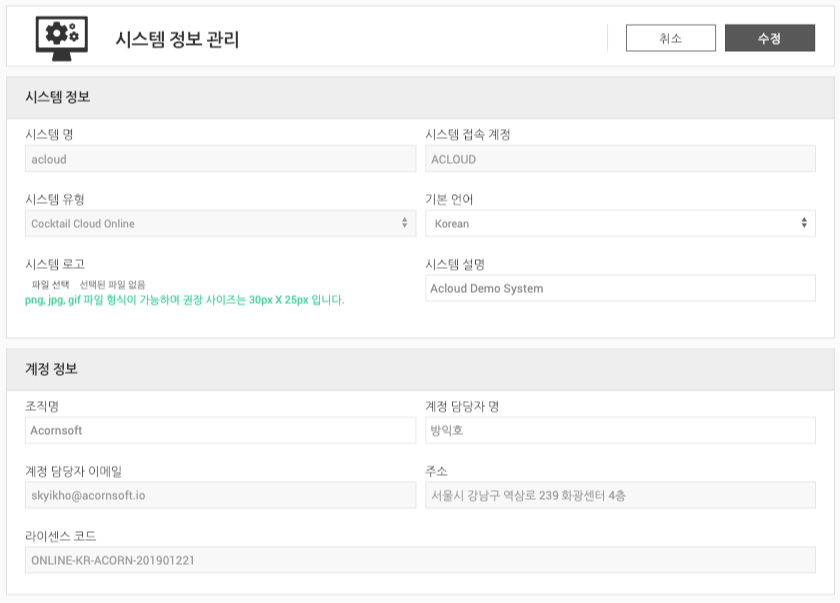 시스템 정보 관리
취소
수정
시스템 정보
시스템 명
시스템 접속 계정
acloud
ACLOUD
시스템 유형
기본 언어
Cocktail Cloud Online
Korean
시스템 로고
시스템 설명
파일 선택 선택된 파일 없음
png, jpg, gif 파일 형식이 가능하며 권장 사이즈는 30px X 25px 입니다.
Acloud Demo System
계정 정보
조직명
계정 담당자 명
Acornsoft
방익호
계정 담당자 이메일
주소
skyikho@acornsoft.io
서울시 강남구 역삼로 239 화광센터 4층
라이센스 코드
ONLINE-KR-ACORN-201901221